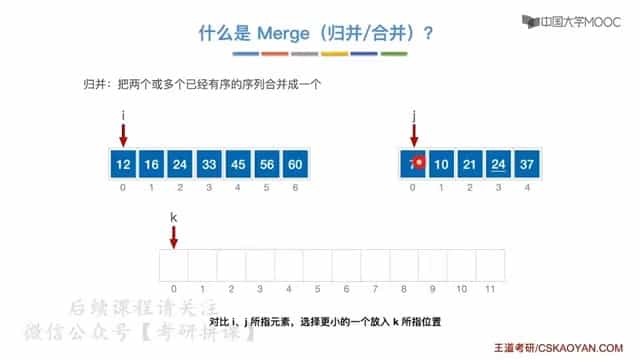 什么是 Merge（归并/合并）?
中国大学MOOC
归并：把两个或多个已经有序的序列合并成一个
i
j
12 16 24 33 45 56 60
7 10 21 24 37
0 1 2 3 4 5 6
0 1 2 3 4
k
0 1 2 3 4 5 6 7 8 9 10 11
后续课程请关注
微信公众号【考研拼课】
对比 i、j 所指元素，选择更小的一个放入 k 所指位置
王道考研/CSKAOYAN.COM